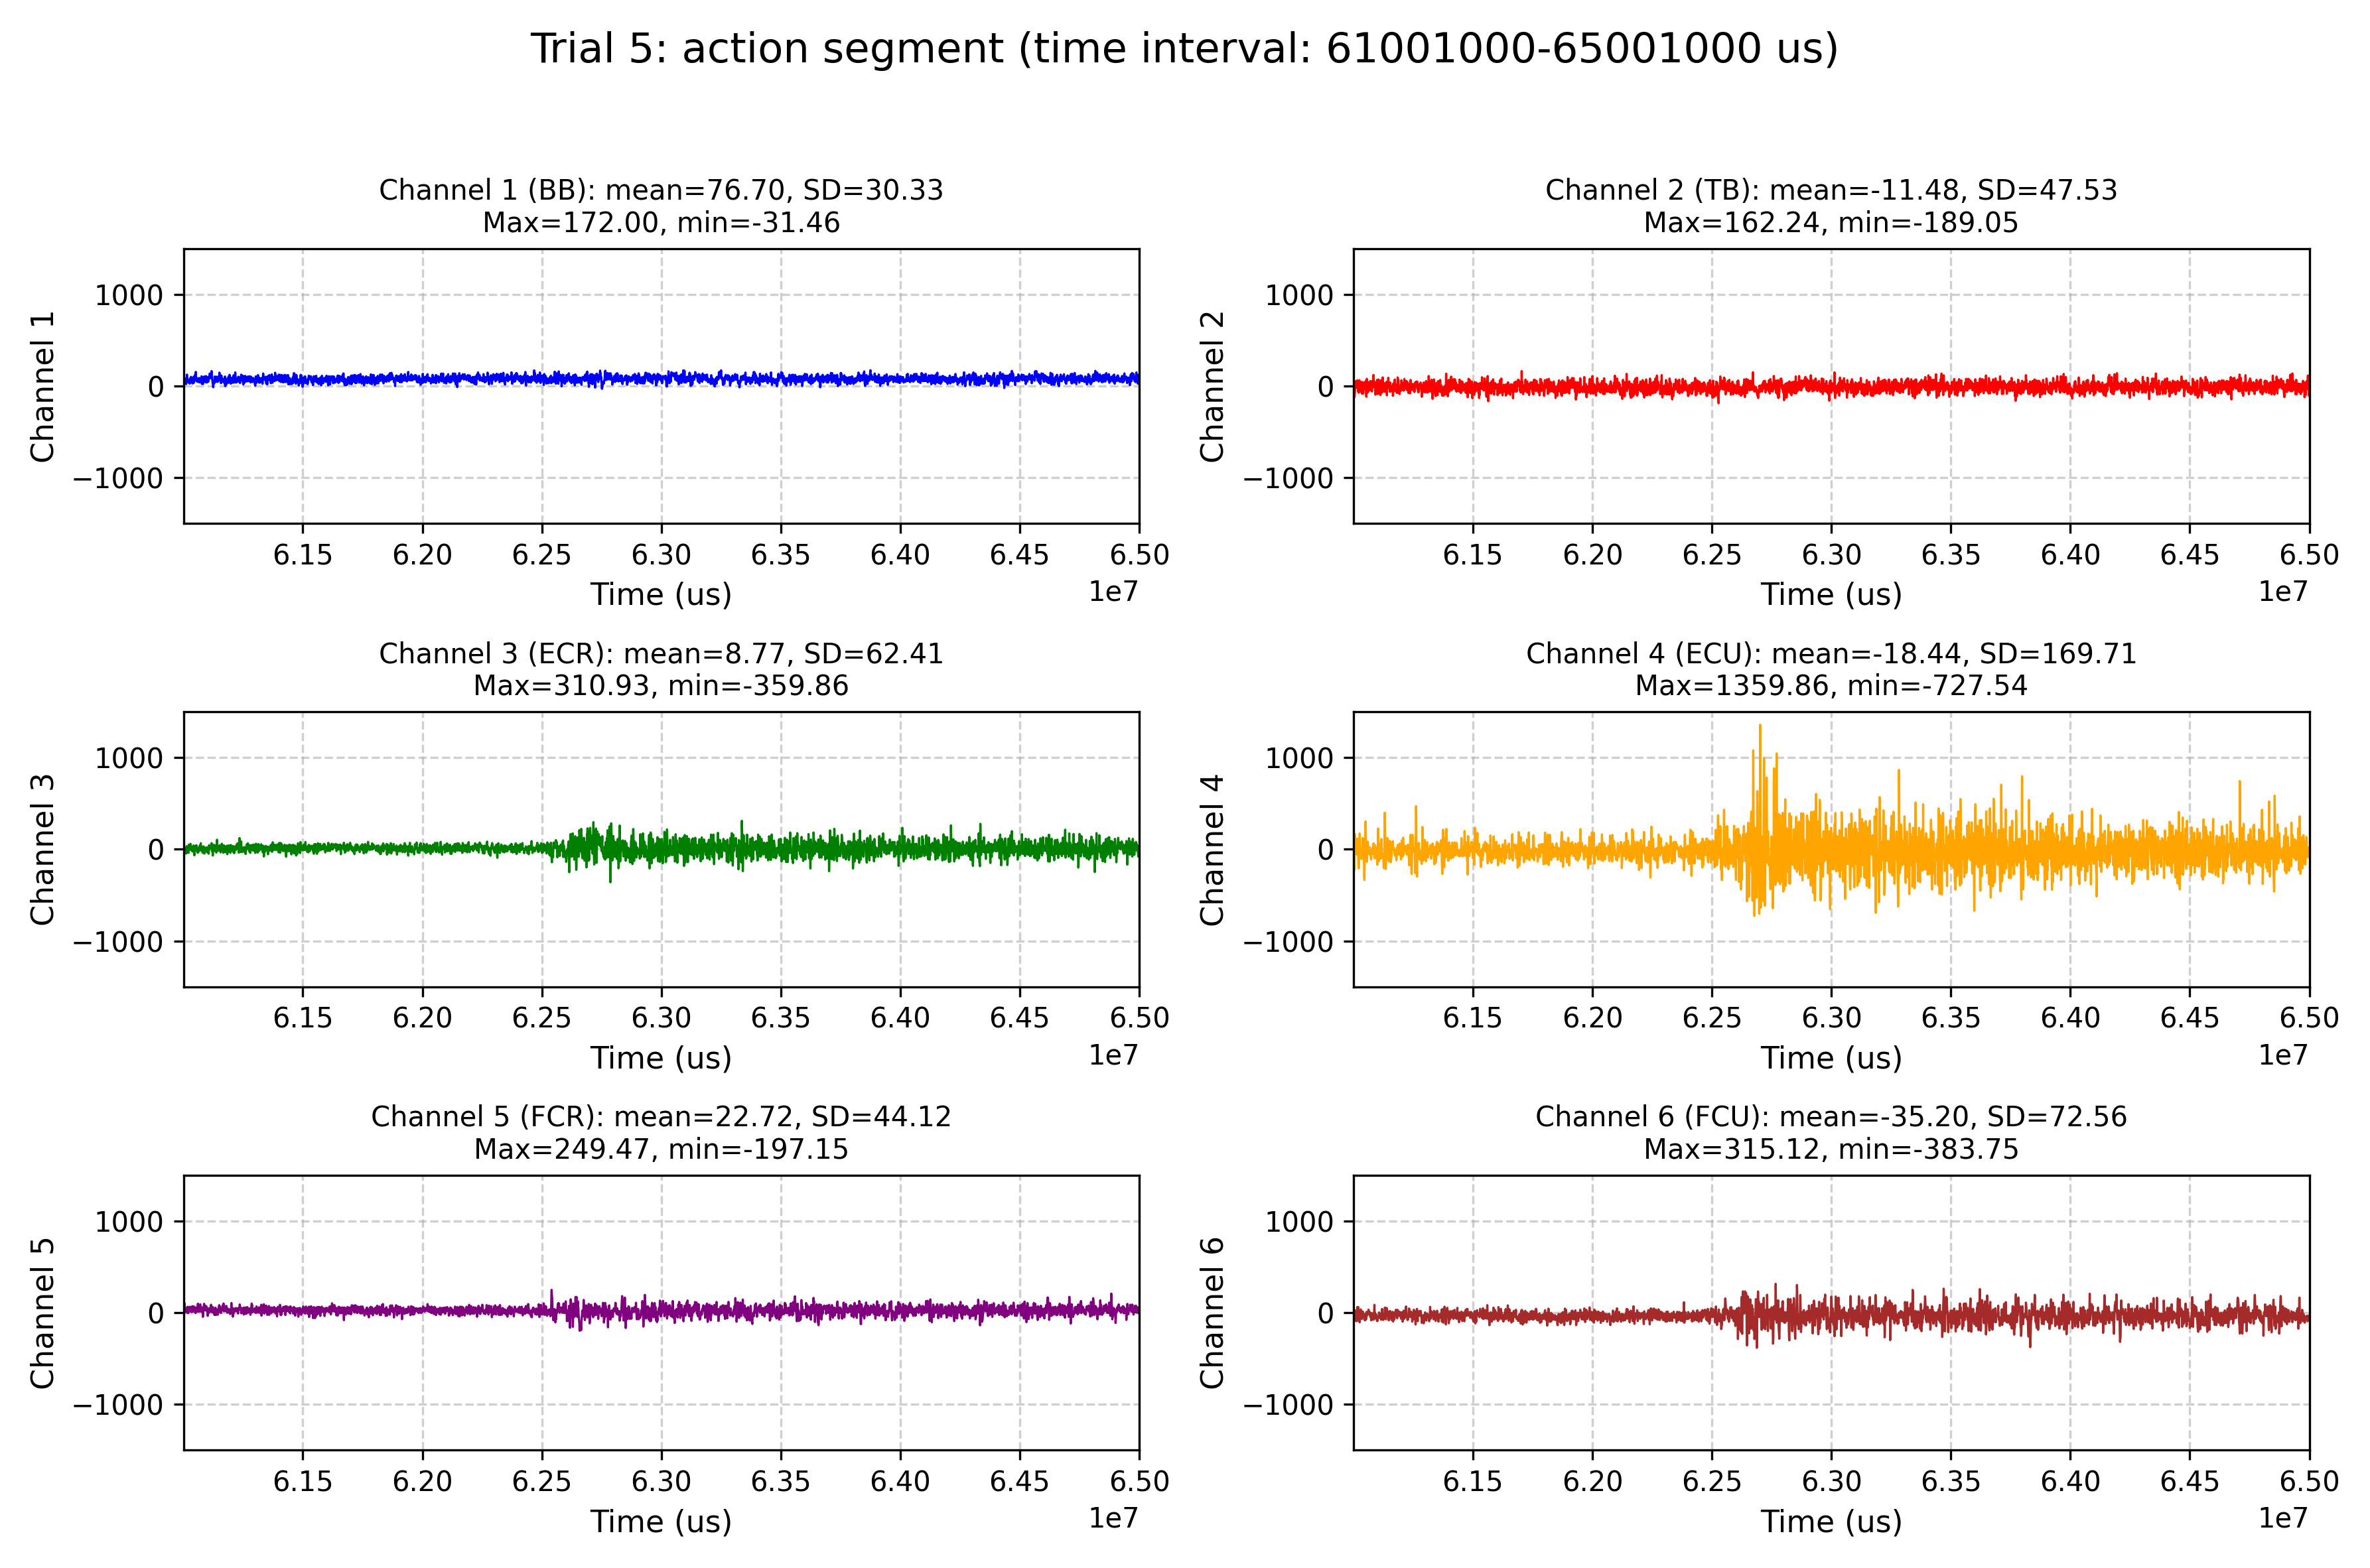 Trial 5: action segment (time interval: 61001000-65001000 us)
Channel 1 (BB): mean=76.70, SD=30.33
Max=172.00, min=-31.46
Channel 1
1000
0
−1000
6.15 6.20 6.25 6.30 6.35 6.40 6.45 6.50
1e7
Time (us)
Channel 2 (TB): mean=-11.48, SD=47.53
Max=162.24, min=-189.05
Channel 2
1000
0
−1000
6.15 6.20 6.25 6.30 6.35 6.40 6.45 6.50
1e7
Time (us)
Channel 3 (ECR): mean=8.77, SD=62.41
Max=310.93, min=-359.86
Channel 3
1000
0
−1000
6.15 6.20 6.25 6.30 6.35 6.40 6.45 6.50
1e7
Time (us)
Channel 4 (ECU): mean=-18.44, SD=169.71
Max=1359.86, min=-727.54
Channel 4
1000
0
−1000
6.15 6.20 6.25 6.30 6.35 6.40 6.45 6.50
1e7
Time (us)
Channel 5 (FCR): mean=22.72, SD=44.12
Max=249.47, min=-197.15
Channel 5
1000
0
−1000
6.15 6.20 6.25 6.30 6.35 6.40 6.45 6.50
1e7
Time (us)
Channel 6 (FCU): mean=-35.20, SD=72.56
Max=315.12, min=-383.75
Channel 6
1000
0
−1000
6.15 6.20 6.25 6.30 6.35 6.40 6.45 6.50
1e7
Time (us)